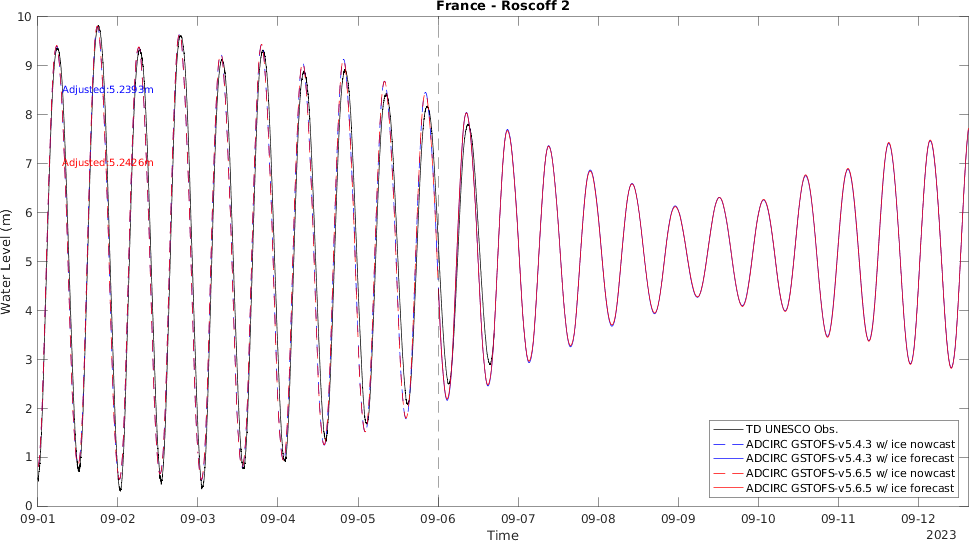 France - Roscoff 2
Water Level (m)
10
9
8
7
6
5
4
3
2
1
0
Adjusted:5.2393m
Adjusted:5.2426m
TD UNESCO Obs.
ADCIRC GSTOFS-v5.4.3 w/ ice nowcast
ADCIRC GSTOFS-v5.4.3 w/ ice forecast
ADCIRC GSTOFS-v5.6.5 w/ ice nowcast
ADCIRC GSTOFS-v5.6.5 w/ ice forecast
09-01 09-02 09-03 09-04 09-05 09-06 09-07 09-08 09-09 09-10 09-11 09-12
Time
2023